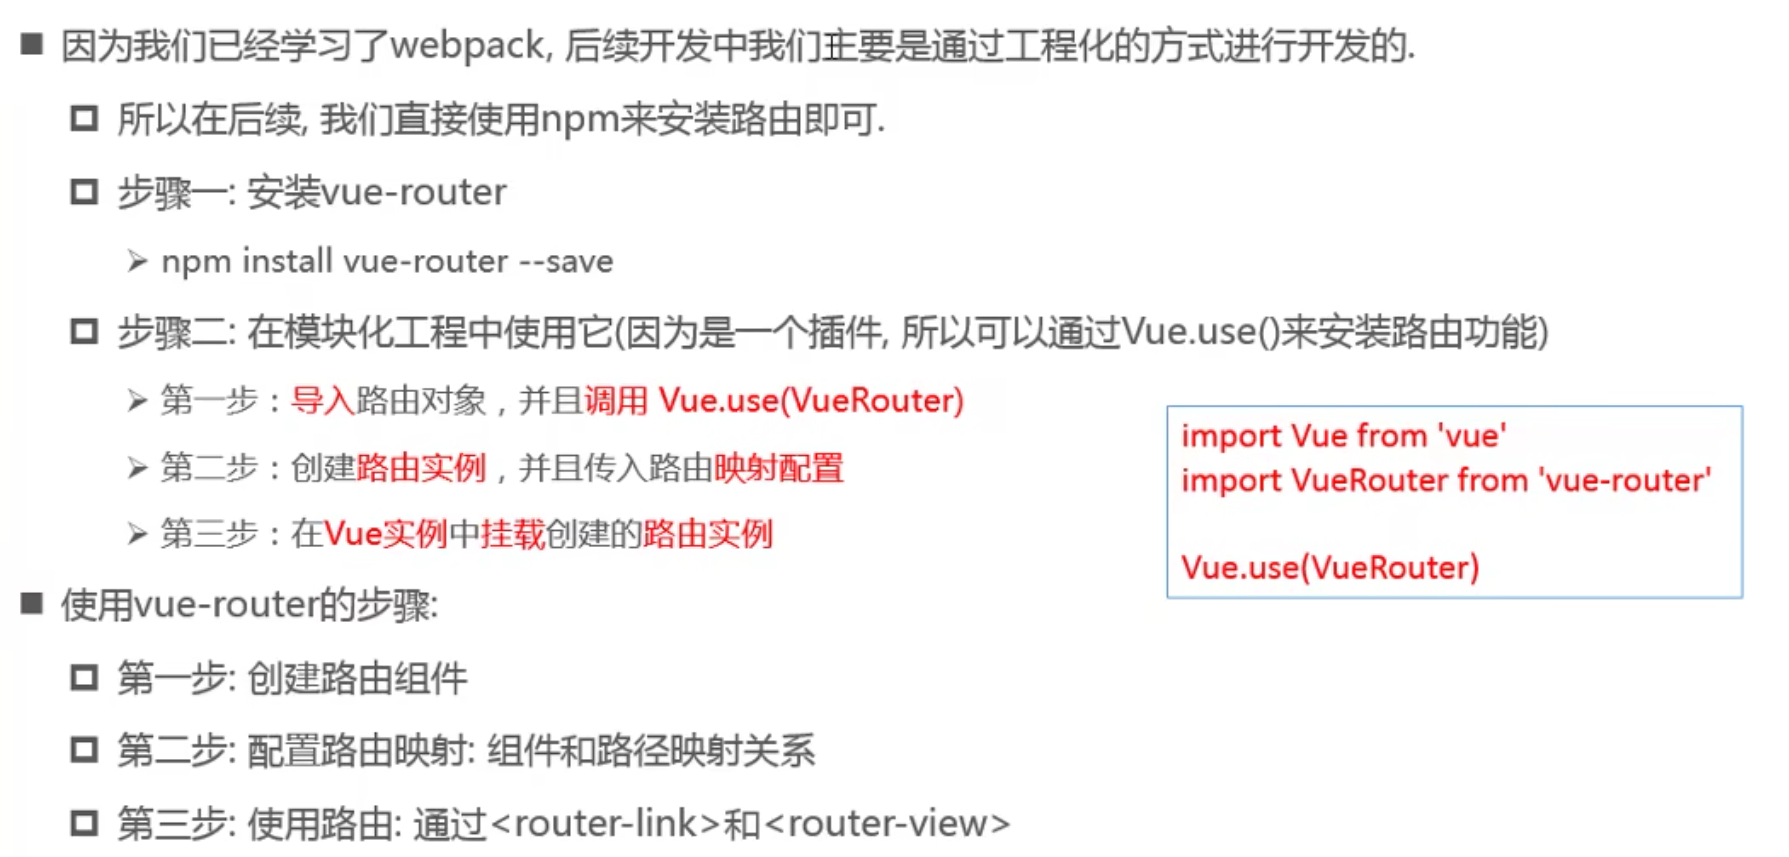 因为我们已经学习了webpack, 后续开发中我们主要是通过工程化的方式进行开发的.
所以在后续, 我们直接使用npm来安装路由即可.
步骤一: 安装vue-router
npm install vue-router --save
步骤二: 在模块化工程中使用它(因为是一个插件, 所以可以通过Vue.use()来安装路由功能)
第一步：导入路由对象，并且调用 Vue.use(VueRouter)
第二步：创建路由实例，并且传入路由映射配置
第三步：在Vue实例中挂载创建的路由实例
import Vue from 'vue'
import VueRouter from 'vue-router'
Vue.use(VueRouter)
使用vue-router的步骤:
第一步: 创建路由组件
第二步: 配置路由映射: 组件和路径映射关系
第三步: 使用路由: 通过<router-link>和<router-view>